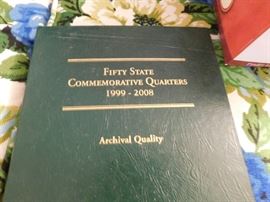 Fifty State
Commemorative Quarters
1999 - 2008
Archival Quality